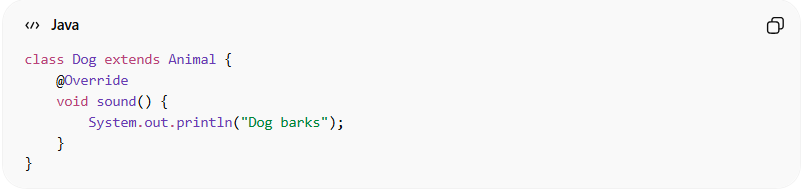 </> Java
class Dog extends Animal {
    @Override
    void sound() {
        System.out.println("Dog barks");
    }
}